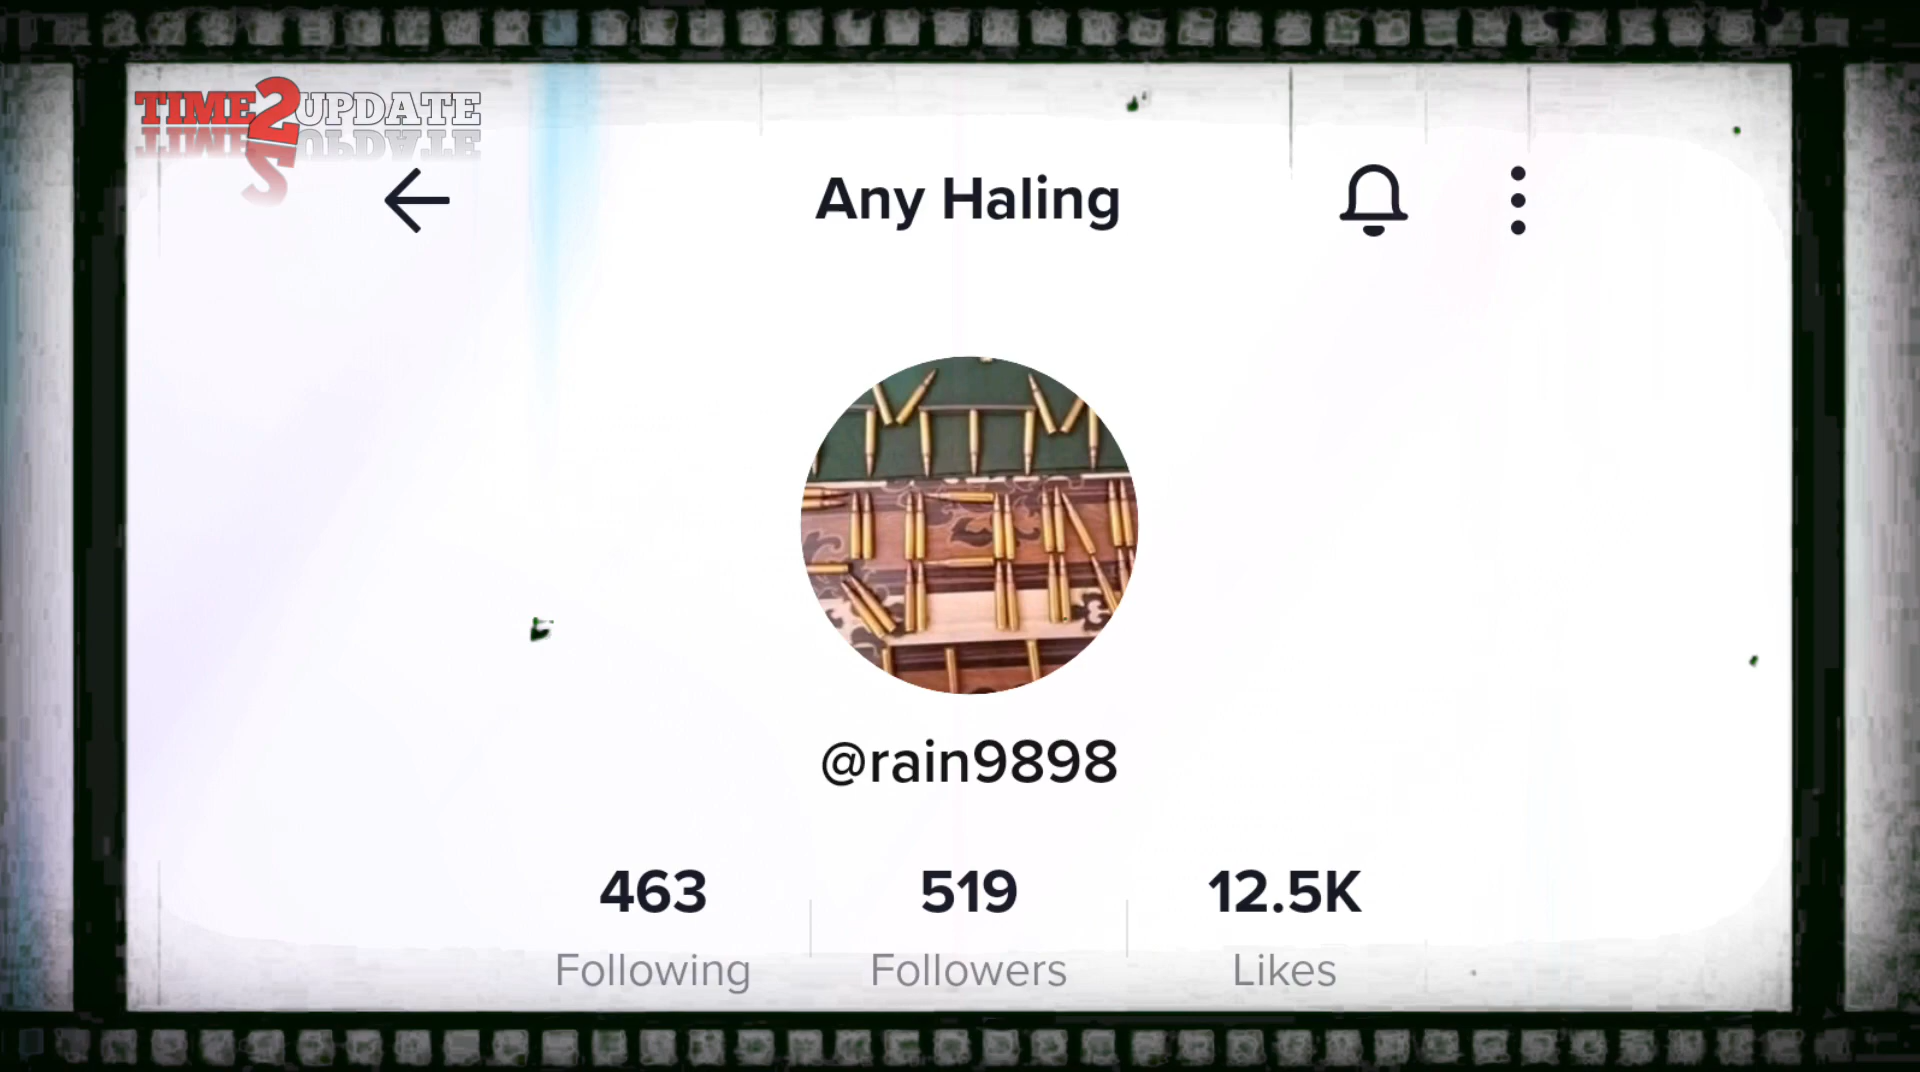 TIME2UPDATE
Any Haling
@rain9898
463 519 12.5K
Following Followers Likes